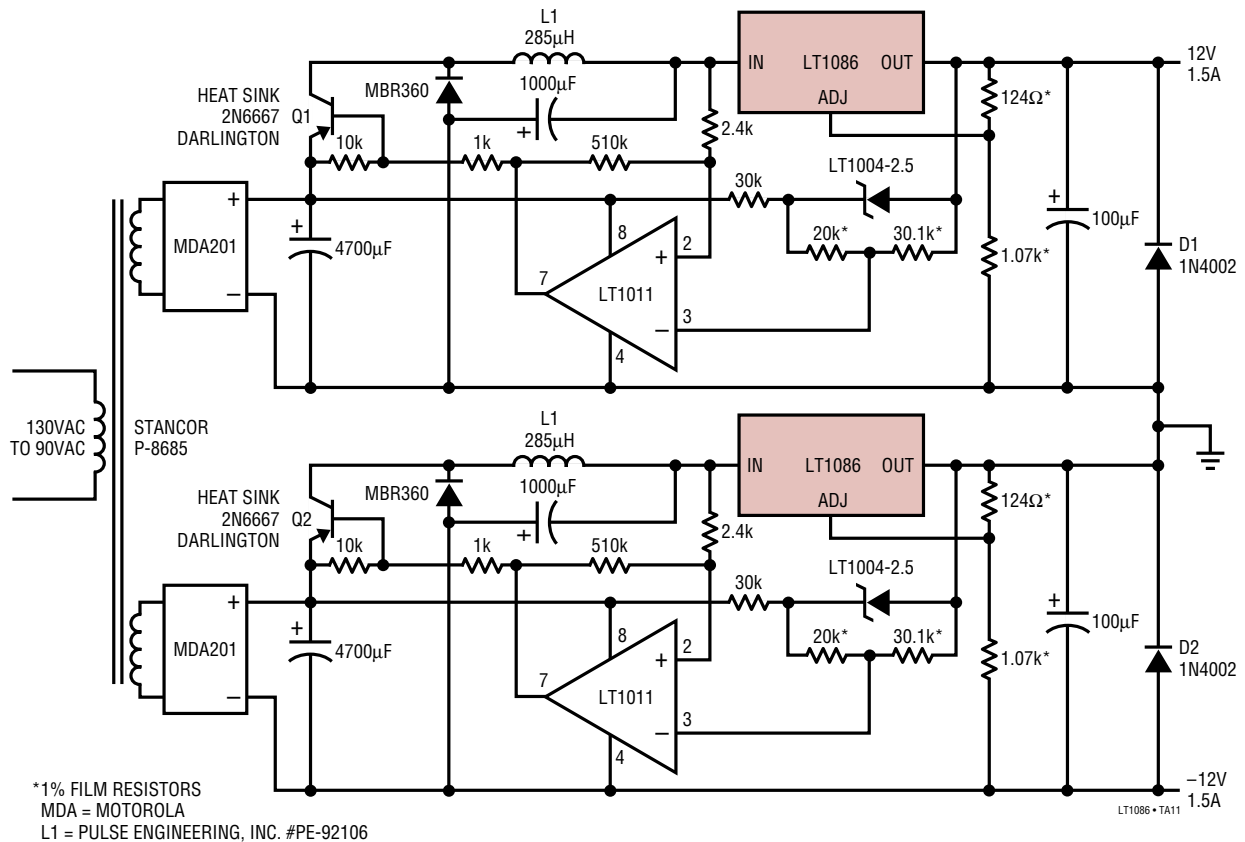 L1
285µH
1000µF
MBR360
HEAT SINK
2N6667
DARLINGTON
Q1
10k
1k
510k
2.4k
IN
LT1086
OUT
ADJ
12V
1.5A
124Ω*
LT1004-2.5
30k
20k*
30.1k*
1.07k*
+
100µF
D1
1N4002
MDA201
+
–
+
4700µF
+
8
2
+
7
LT1011
3
–
4
130VAC
TO 90VAC
STANCOR
P-8685
L1
285µH
1000µF
MBR360
HEAT SINK
2N6667
DARLINGTON
Q2
10k
1k
510k
2.4k
IN
LT1086
OUT
ADJ
124Ω*
LT1004-2.5
30k
20k*
30.1k*
1.07k*
+
100µF
D2
1N4002
MDA201
+
–
+
4700µF
+
8
2
+
7
LT1011
3
–
4
–12V
1.5A
LT1086 • TA11
*1% FILM RESISTORS
MDA = MOTOROLA
L1 = PULSE ENGINEERING, INC. #PE-92106